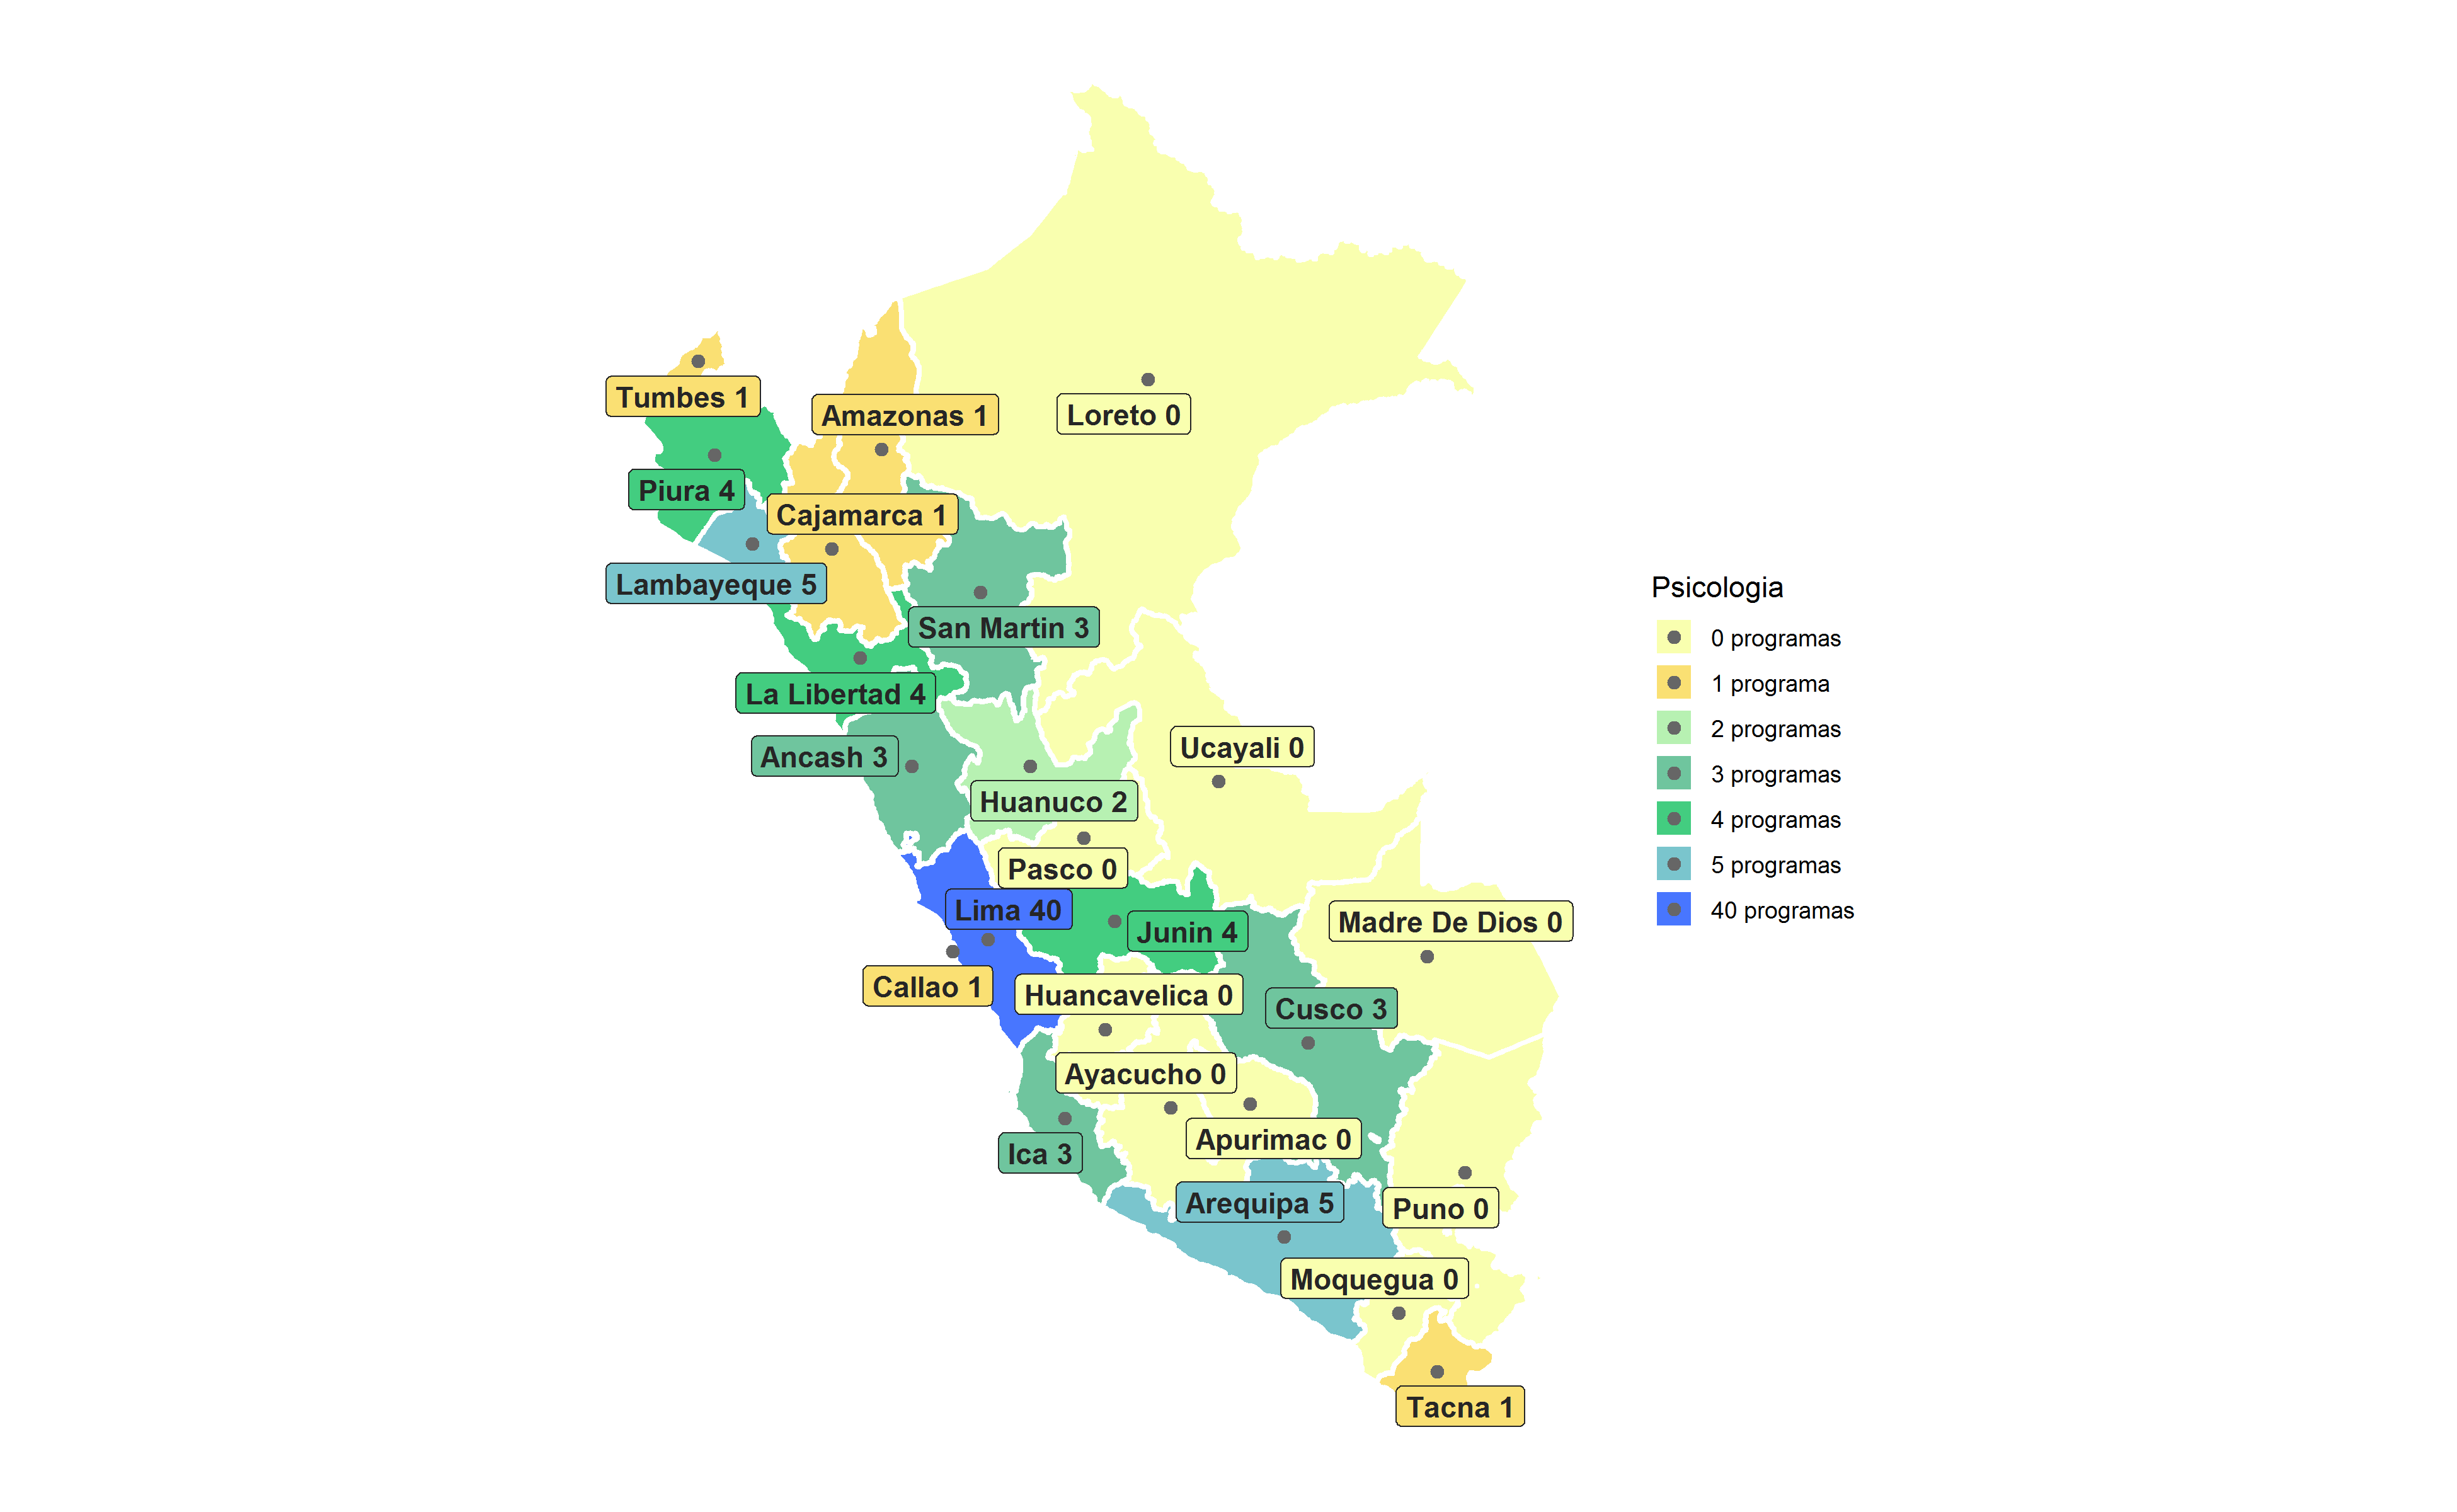 Tumbes 1
Amazonas 1
Loreto 0
Piura 4
Cajamarca 1
Lambayeque 5
San Martin 3
La Libertad 4
Ancash 3
Ucayali 0
Huanuco 2
Pasco 0
Lima 40
Junin 4
Madre De Dios 0
Callao 1
Huancavelica 0
Cusco 3
Ayacucho 0
Apurimac 0
Ica 3
Arequipa 5
Puno 0
Moquegua 0
Tacna 1
Psicologia
0 programas
1 programa
2 programas
3 programas
4 programas
5 programas
40 programas